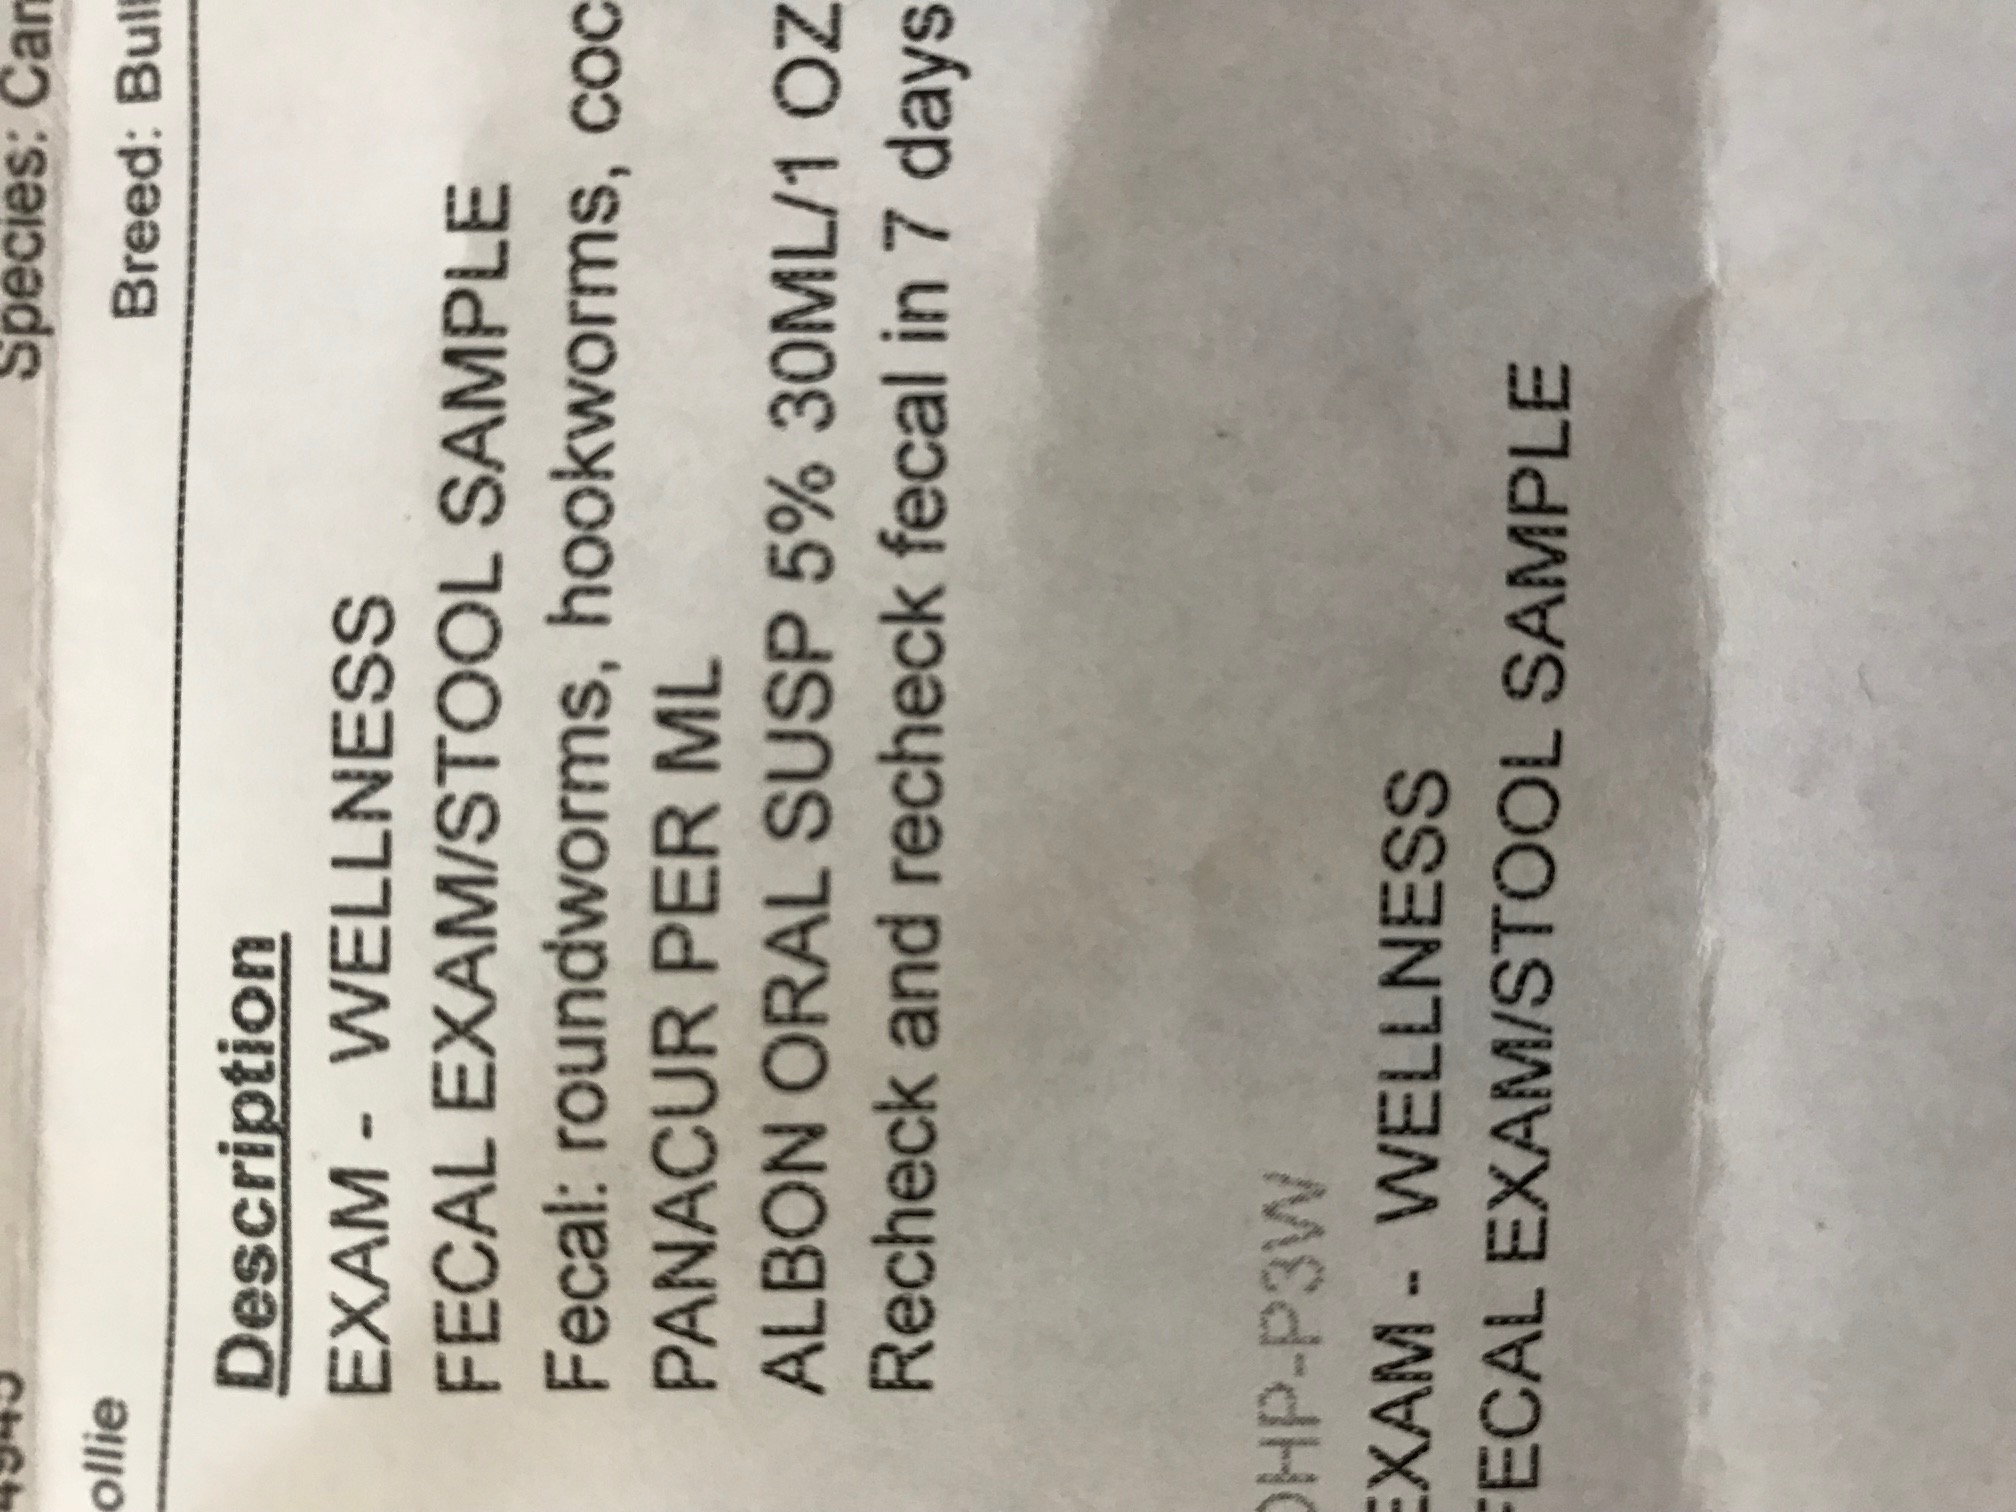 Species: Can
ollie
Breed: Bull
Description
EXAM - WELLNESS
FECAL EXAM/STOOL SAMPLE
Fecal: roundworms, hookworms, coc
PANACUR PER ML
ALBON ORAL SUSP 5% 30ML/1 OZ
Recheck and recheck fecal in 7 days
DHP-P3W
EXAM - WELLNESS
FECAL EXAM/STOOL SAMPLE